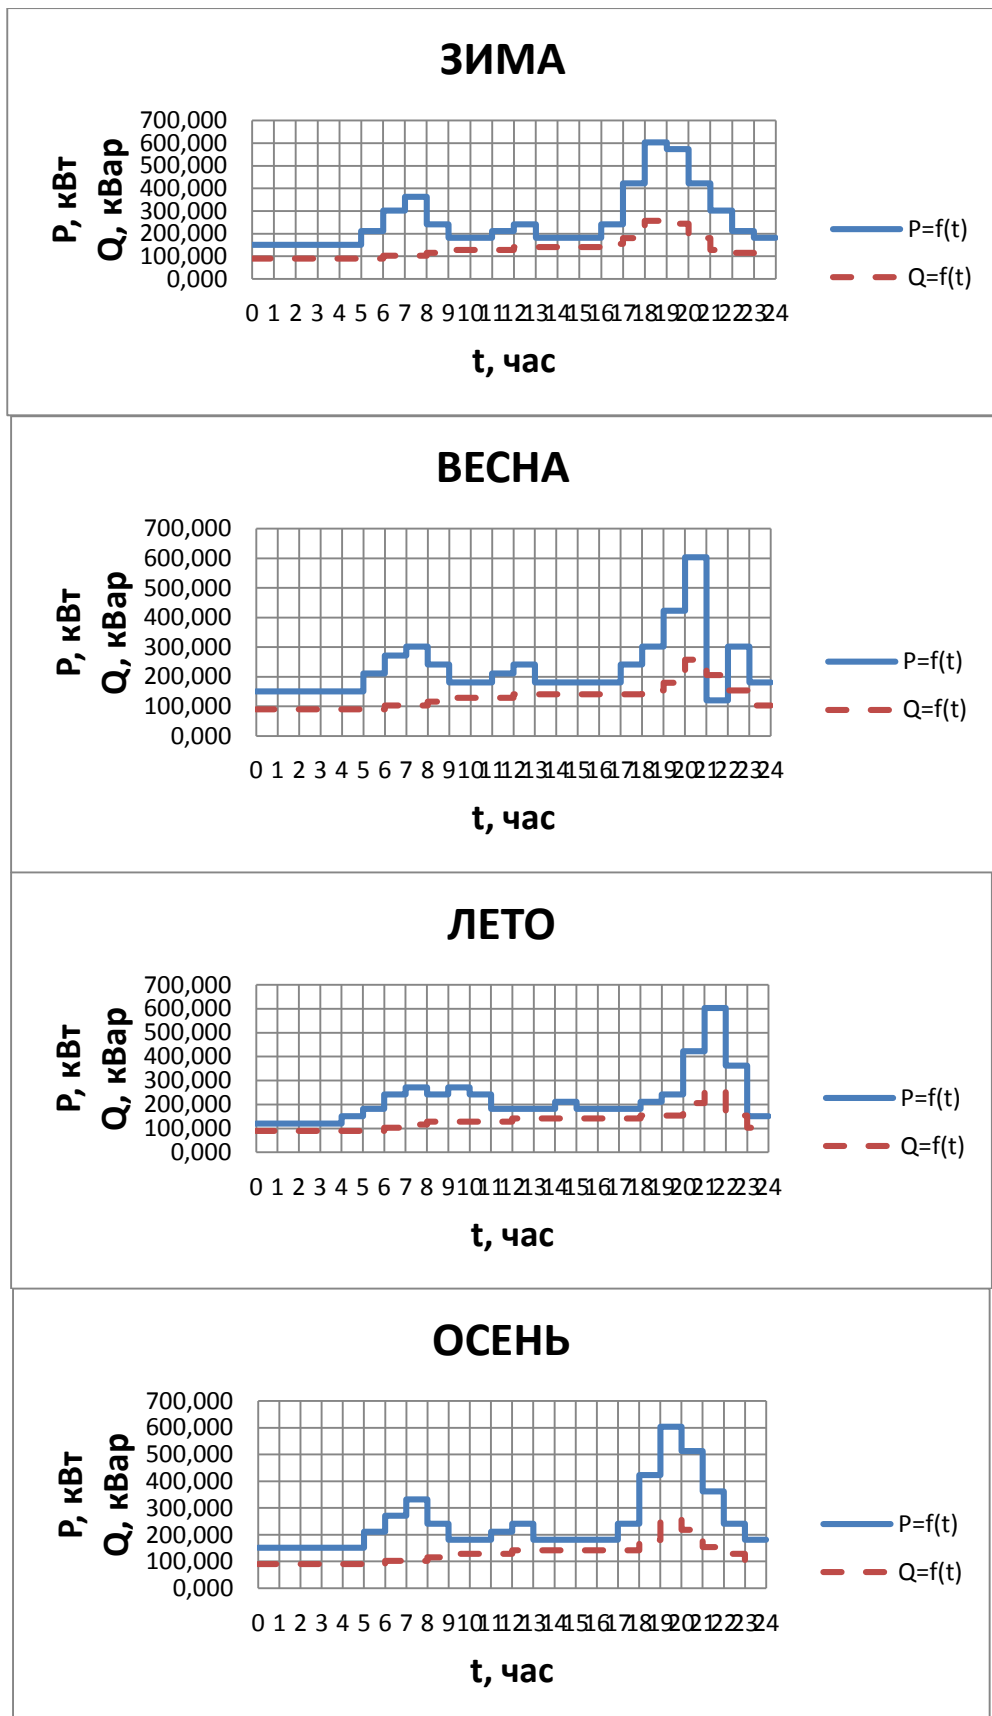 ЗИМА
P, кВт
Q, кВар
700,000
600,000
500,000
400,000
300,000
200,000
100,000
0,000
0 1 2 3 4 5 6 7 8 9 10 11 12 13 14 15 16 17 18 19 20 21 22 23 24
t, час
P=f(t)
Q=f(t)
ВЕСНА
P, кВт
Q, кВар
700,000
600,000
500,000
400,000
300,000
200,000
100,000
0,000
0 1 2 3 4 5 6 7 8 9 10 11 12 13 14 15 16 17 18 19 20 21 22 23 24
t, час
P=f(t)
Q=f(t)
ЛЕТО
P, кВт
Q, кВар
700,000
600,000
500,000
400,000
300,000
200,000
100,000
0,000
0 1 2 3 4 5 6 7 8 9 10 11 12 13 14 15 16 17 18 19 20 21 22 23 24
t, час
P=f(t)
Q=f(t)
ОСЕНЬ
P, кВт
Q, кВар
700,000
600,000
500,000
400,000
300,000
200,000
100,000
0,000
0 1 2 3 4 5 6 7 8 9 10 11 12 13 14 15 16 17 18 19 20 21 22 23 24
t, час
P=f(t)
Q=f(t)